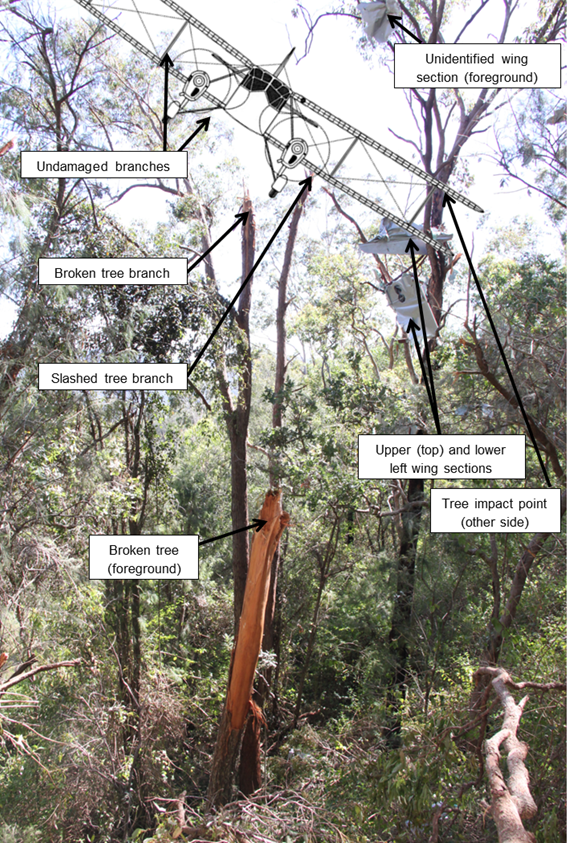 Unidentified wing
section (foreground)
Undamaged branches
Broken tree branch
Slashed tree branch
Upper (top) and lower
left wing sections
Tree impact point
(other side)
Broken tree
(foreground)